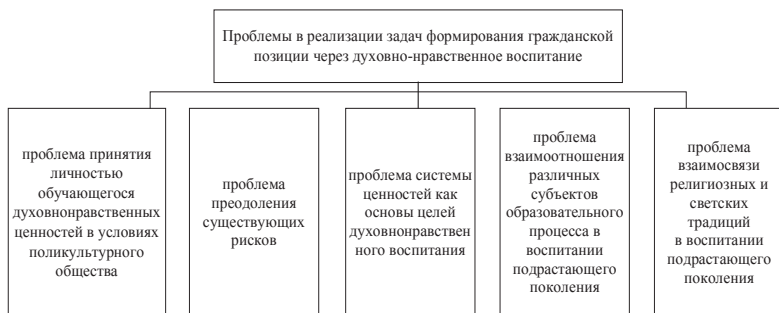 Проблемы в реализации задач формирования гражданской
позиции через духовно-нравственное воспитание
проблема принятия
личностью
обучающегося
духовнонравственных
ценностей в условиях
поликультурного
общества
проблема
преодоления
существующих
рисков
проблема системы
ценностей как
основы целей
духовнонравствен
ного воспитания
проблема
взаимоотношения
различных
субъектов
образовательного
процесса в
воспитании
подрастающего
поколения
проблема
взаимосвязи
религиозных и
светских
традиций
в воспитании
подрастающего
поколения